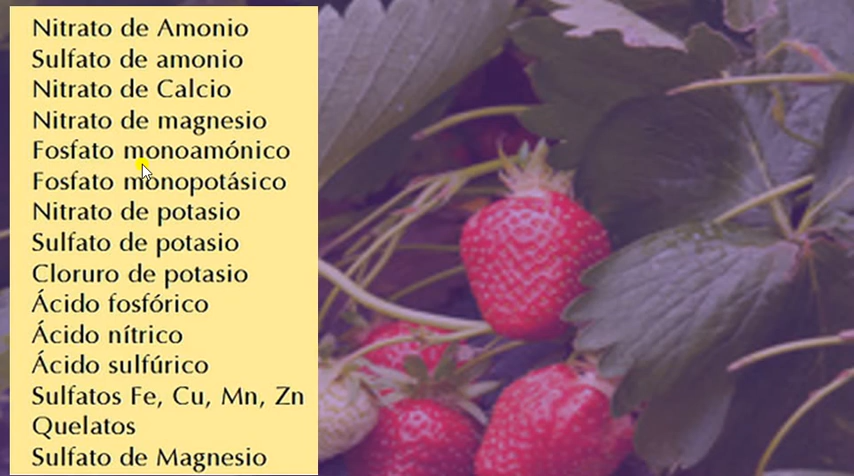 Nitrato de Amonio
Sulfato de amonio
Nitrato de Calcio
Nitrato de magnesio
Fosfato monoamónico
Fosfato monopotásico
Nitrato de potasio
Sulfato de potasio
Cloruro de potasio
Ácido fosfórico
Ácido nítrico
Ácido sulfúrico
Sulfatos Fe, Cu, Mn, Zn
Quelatos
Sulfato de Magnesio